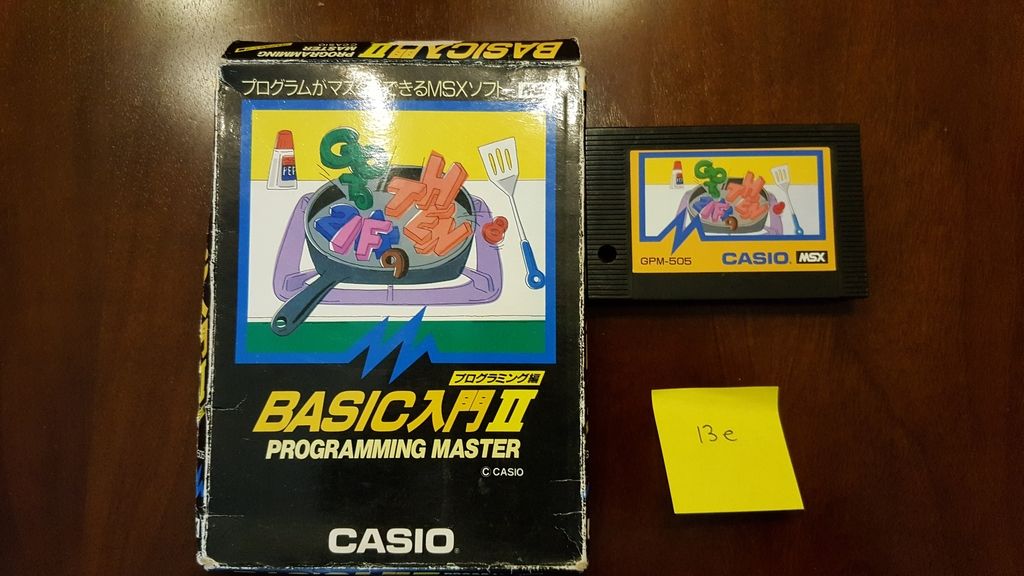 BASIC入門II
PROGRAMMING
MASTER
プログラムがマス できるMSXソフト
GOTO
THEN
IF
9
8
プログラミング編
BASIC入門II
PROGRAMMING MASTER
© CASIO
CASIO
GPM-505
CASIO
MSX
13e